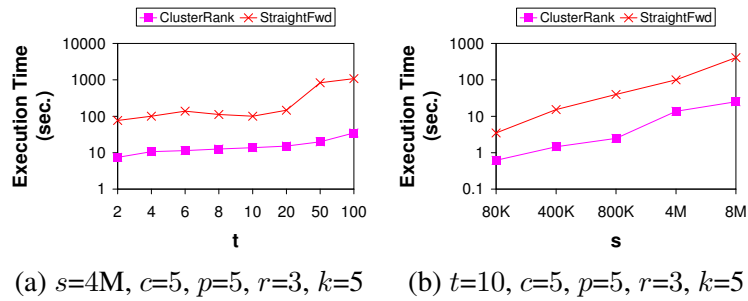 ClusterRank StraightFwd
Execution Time (sec.)
10000
1000
100
10
1
2 4 6 8 10 20 50 100
t
(a) s=4M, c=5, p=5, r=3, k=5
ClusterRank StraightFwd
Execution Time (sec.)
1000
100
10
1
0.1
80K 400K 800K 4M 8M
s
(b) t=10, c=5, p=5, r=3, k=5